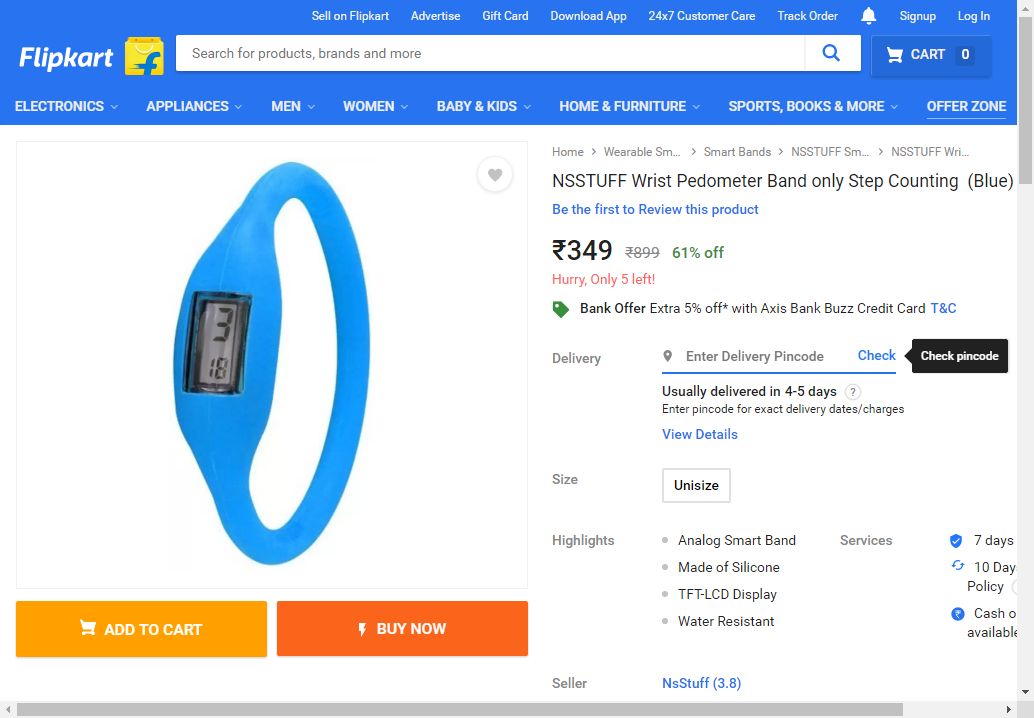 Sell on Flipkart Advertise Gift Card Download App 24x7 Customer Care Track Order Signup Log In
Flipkart
Search for products, brands and more
CART 0
ELECTRONICS APPLIANCES MEN WOMEN BABY & KIDS HOME & FURNITURE SPORTS, BOOKS & MORE OFFER ZONE
Home > Wearable Sm... > Smart Bands > NSSTUFF Sm... > NSSTUFF Wri...
NSSTUFF Wrist Pedometer Band only Step Counting (Blue)
Be the first to Review this product
₹349 ₹899 61% off
Hurry, Only 5 left!
Bank Offer Extra 5% off* with Axis Bank Buzz Credit Card T&C
Delivery
Enter Delivery Pincode Check
Check pincode
Usually delivered in 4-5 days ?
Enter pincode for exact delivery dates/charges
View Details
Size
Unisize
Highlights
Analog Smart Band
Made of Silicone
TFT-LCD Display
Water Resistant
Services
7 days
10 Day
Policy
Cash o
available
Seller
NsStuff (3.8)
3
18
ADD TO CART
BUY NOW